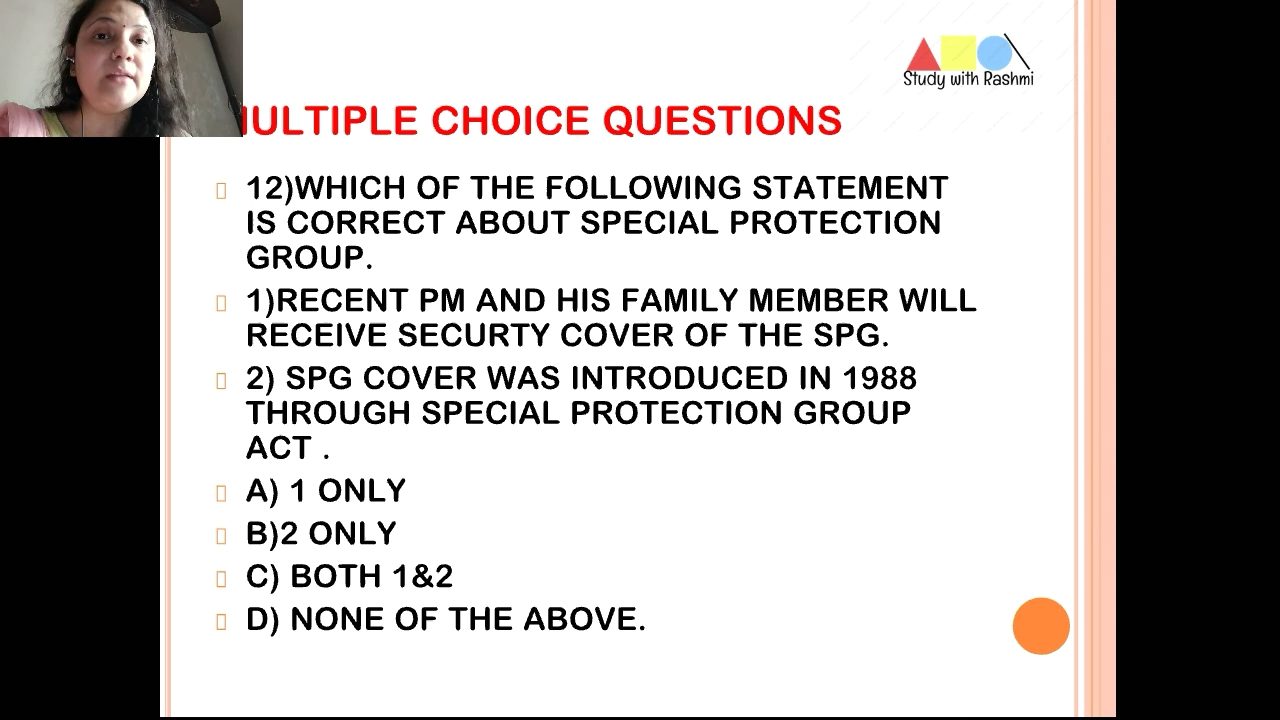 Study with Rashmi
MULTIPLE CHOICE QUESTIONS
12)WHICH OF THE FOLLOWING STATEMENT
IS CORRECT ABOUT SPECIAL PROTECTION
GROUP.
1)RECENT PM AND HIS FAMILY MEMBER WILL
RECEIVE SECURTY COVER OF THE SPG.
2) SPG COVER WAS INTRODUCED IN 1988
THROUGH SPECIAL PROTECTION GROUP
ACT .
A) 1 ONLY
B)2 ONLY
C) BOTH 1&2
D) NONE OF THE ABOVE.